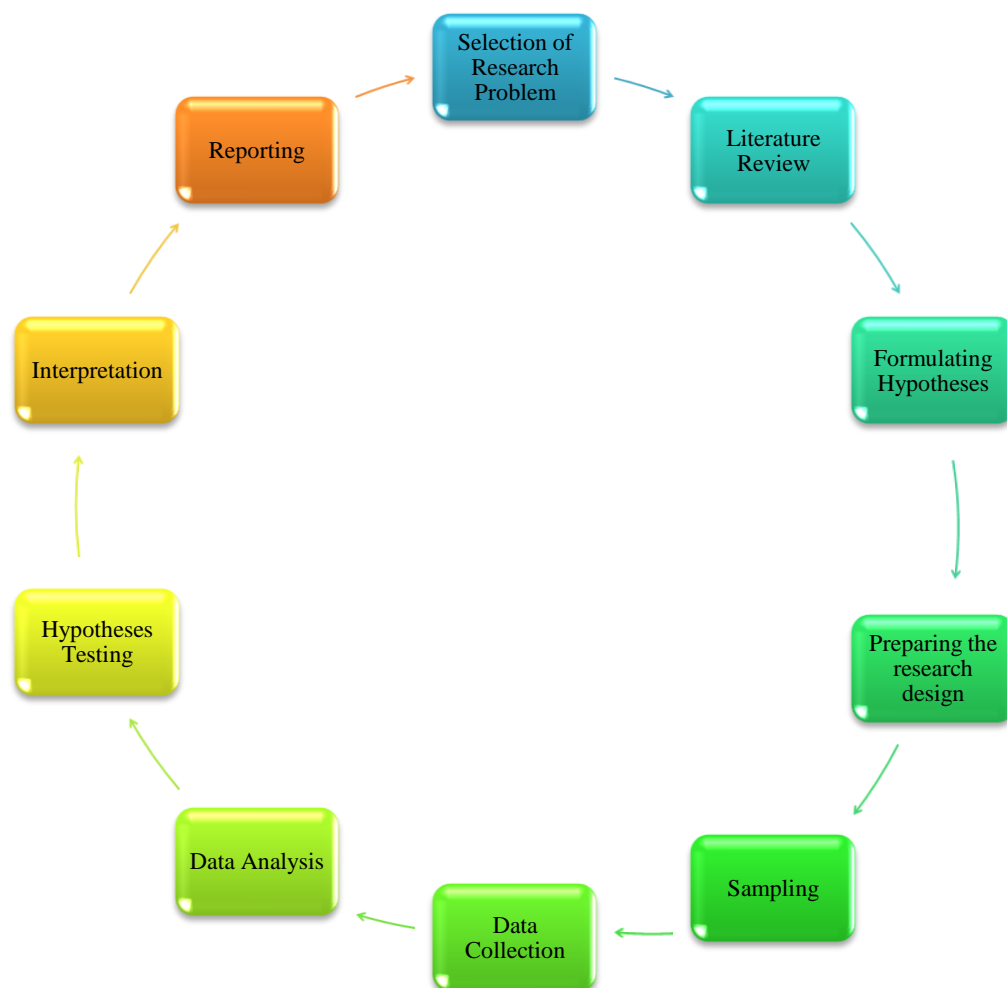 Selection of
Research
Problem
Literature
Review
Formulating
Hypotheses
Preparing the
research
design
Sampling
Data
Collection
Data Analysis
Hypotheses
Testing
Interpretation
Reporting